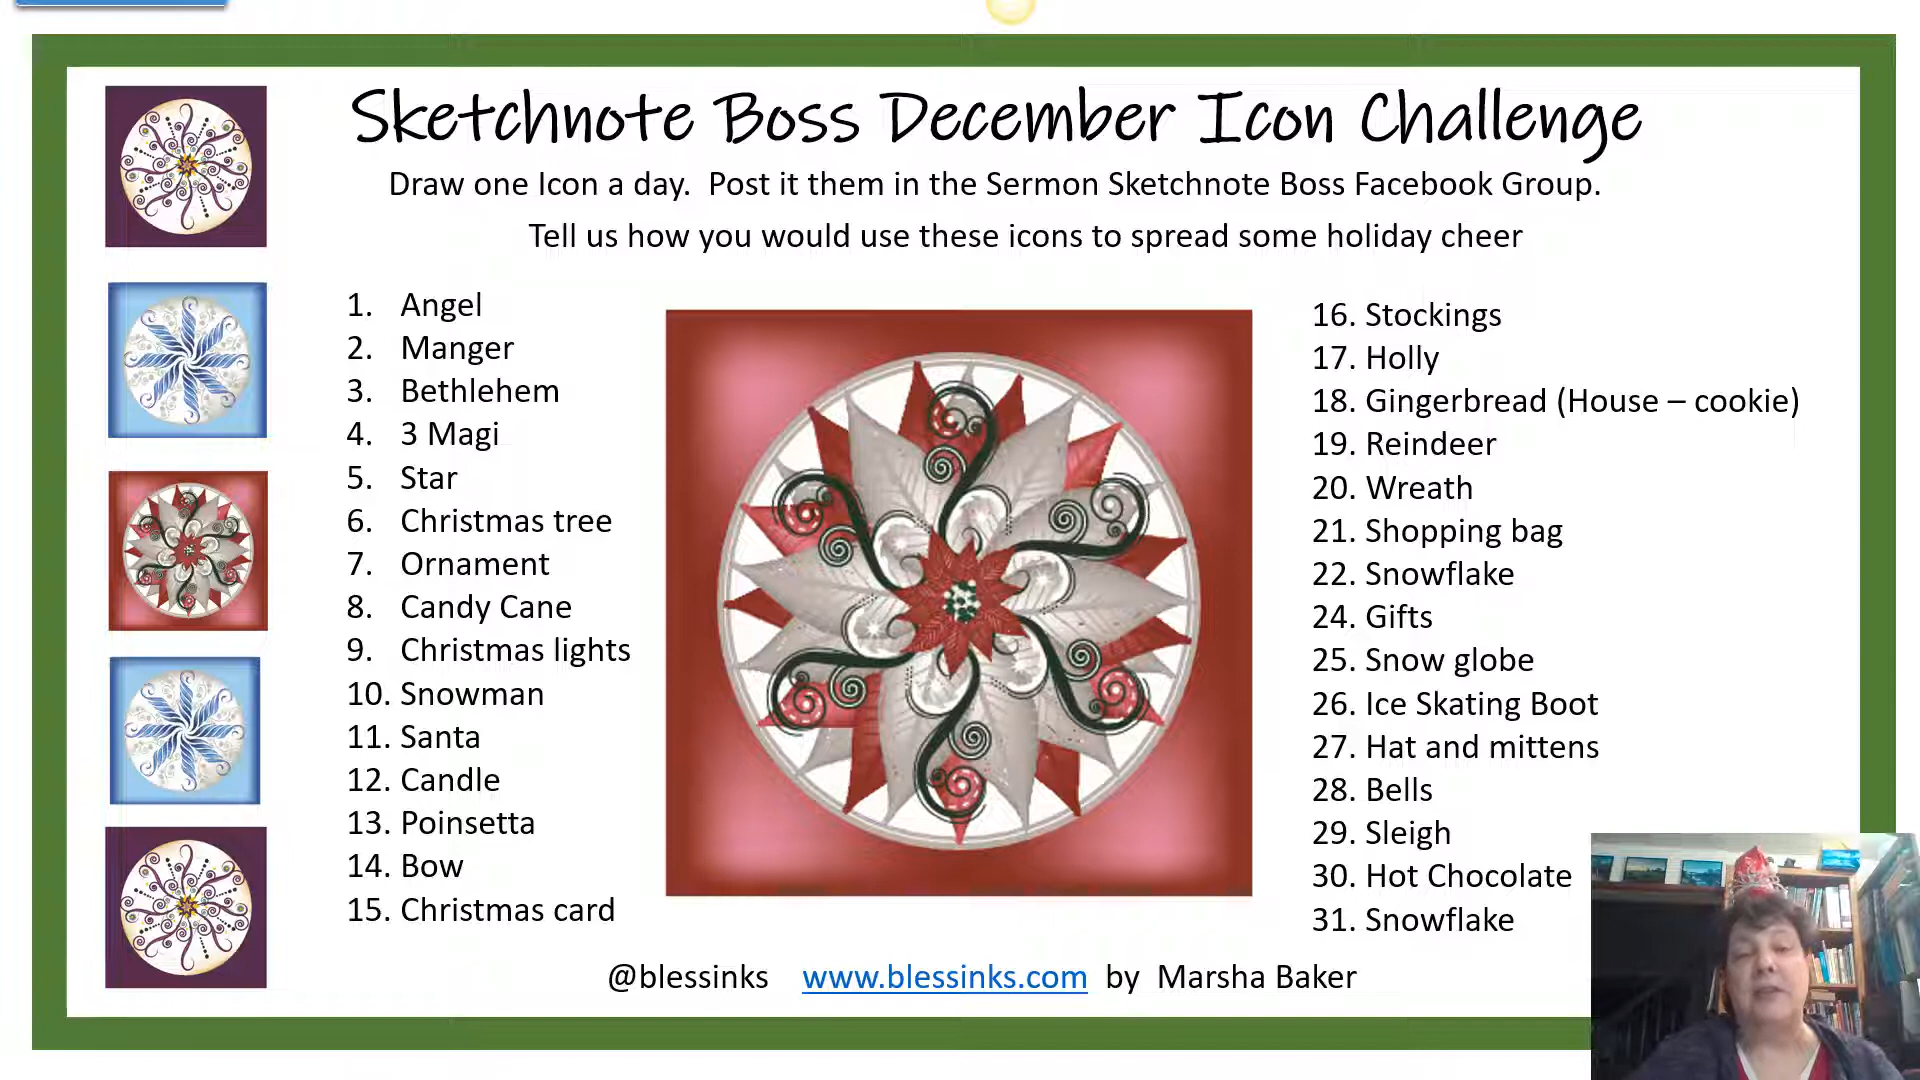 Sketchnote Boss December Icon Challenge
Draw one Icon a day.  Post it them in the Sermon Sketchnote Boss Facebook Group.
Tell us how you would use these icons to spread some holiday cheer
1. Angel
2. Manger
3. Bethlehem
4. 3 Magi
5. Star
6. Christmas tree
7. Ornament
8. Candy Cane
9. Christmas lights
10. Snowman
11. Santa
12. Candle
13. Poinsetta
14. Bow
15. Christmas card
16. Stockings
17. Holly
18. Gingerbread (House – cookie)
19. Reindeer
20. Wreath
21. Shopping bag
22. Snowflake
24. Gifts
25. Snow globe
26. Ice Skating Boot
27. Hat and mittens
28. Bells
29. Sleigh
30. Hot Chocolate
31. Snowflake
@blessinks www.blessinks.com by Marsha Baker